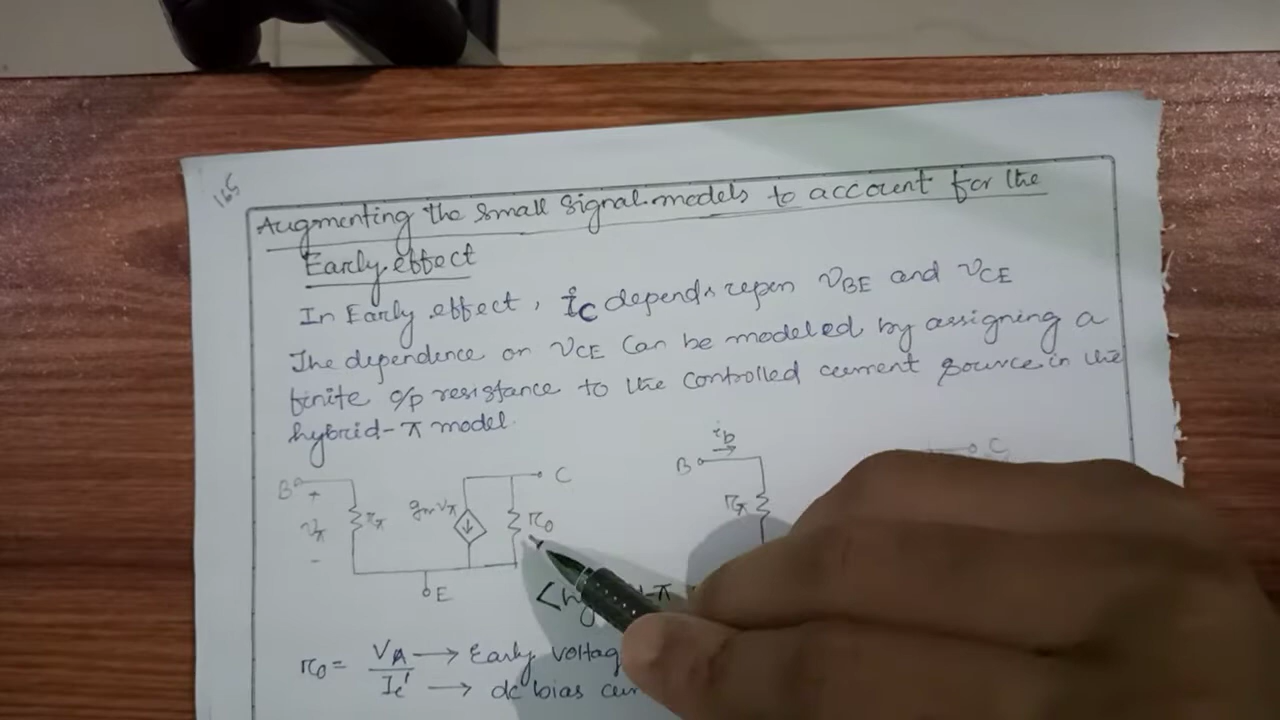 165
Augmenting the small signal models to account for the
Early effect
In Early effect, ic depends upon VBE and VCE
The dependence on VCE can be modeled by assigning a
finite o/p resistance to the controlled current source in the
hybrid-π model.
ib
B C
B + C
Vπ rπ gmVπ ro rπ
-
E
ro = VA → Early
Ic' → dc bias